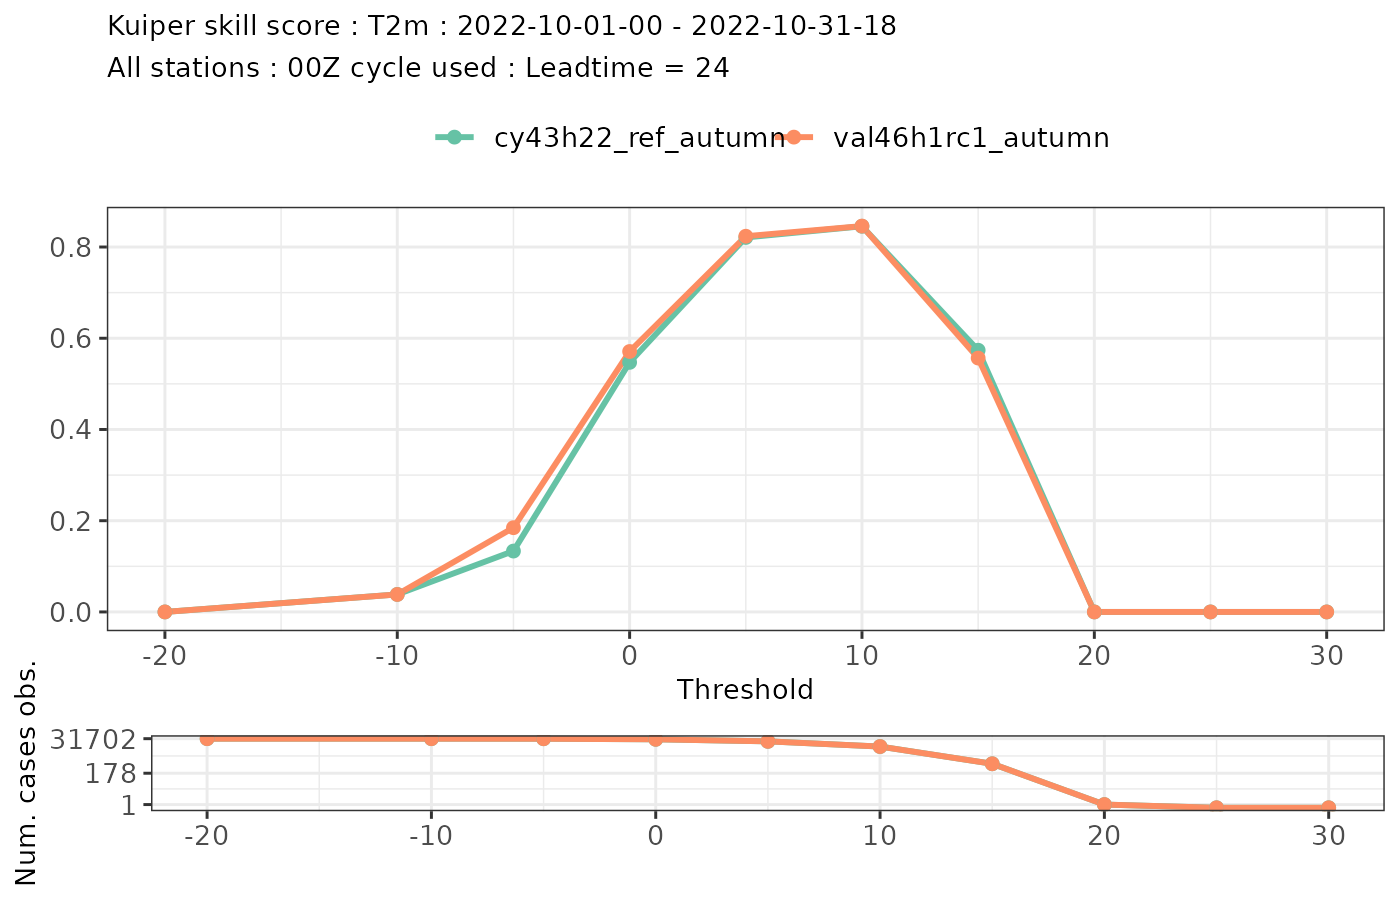 Kuiper skill score : T2m : 2022-10-01-00 - 2022-10-31-18
All stations : 00Z cycle used : Leadtime = 24
cy43h22_ref_autumn val46h1rc1_autumn
0.8
0.6
0.4
0.2
0.0
-20 -10 0 10 20 30
Threshold
Num. cases obs.
31702
178
1
-20 -10 0 10 20 30